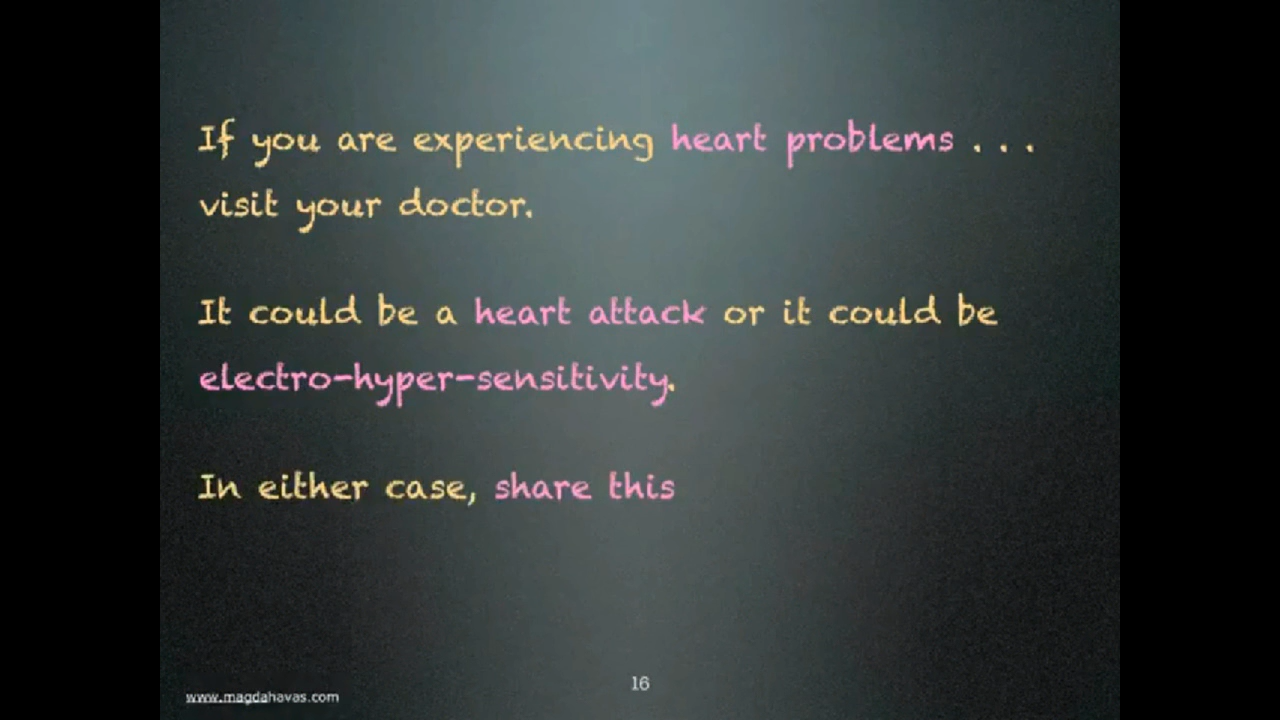 If you are experiencing heart problems . . .
visit your doctor.
It could be a heart attack or it could be
electro-hyper-sensitivity.
In either case, share this
16
www.magdahavas.com